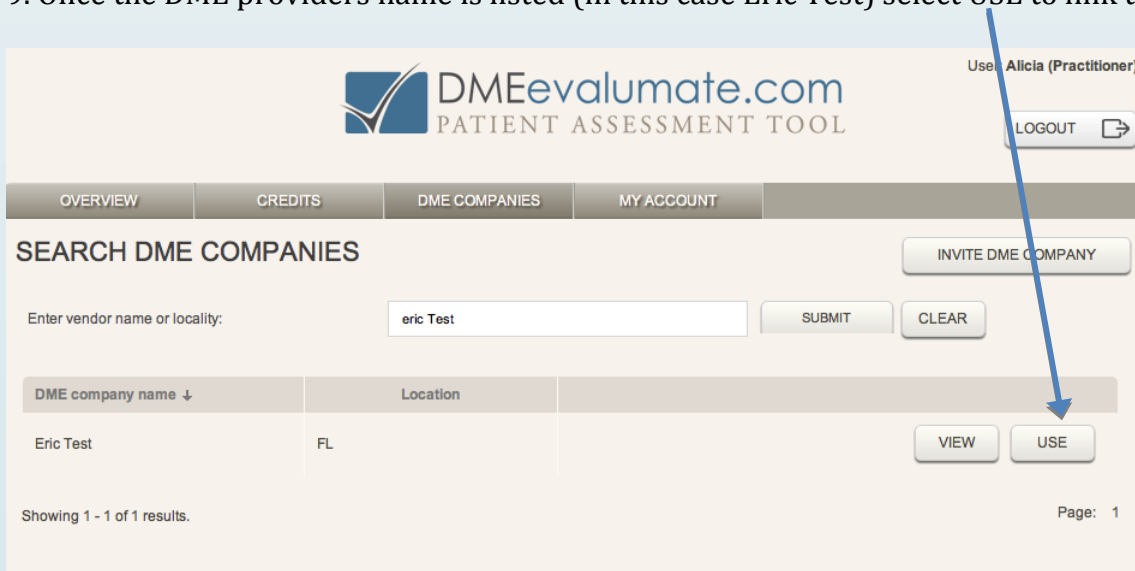 9. Once the DME providers name is listed (in this case Eric Test) select USE to link t
DMEevalumate.com
PATIENT ASSESSMENT TOOL
User: Alicia (Practitioner)
LOGOUT
OVERVIEW CREDITS DME COMPANIES MY ACCOUNT
SEARCH DME COMPANIES
INVITE DME COMPANY
Enter vendor name or locality: eric Test SUBMIT CLEAR
DME company name ↓ Location
Eric Test FL VIEW USE
Showing 1 - 1 of 1 results. Page: 1